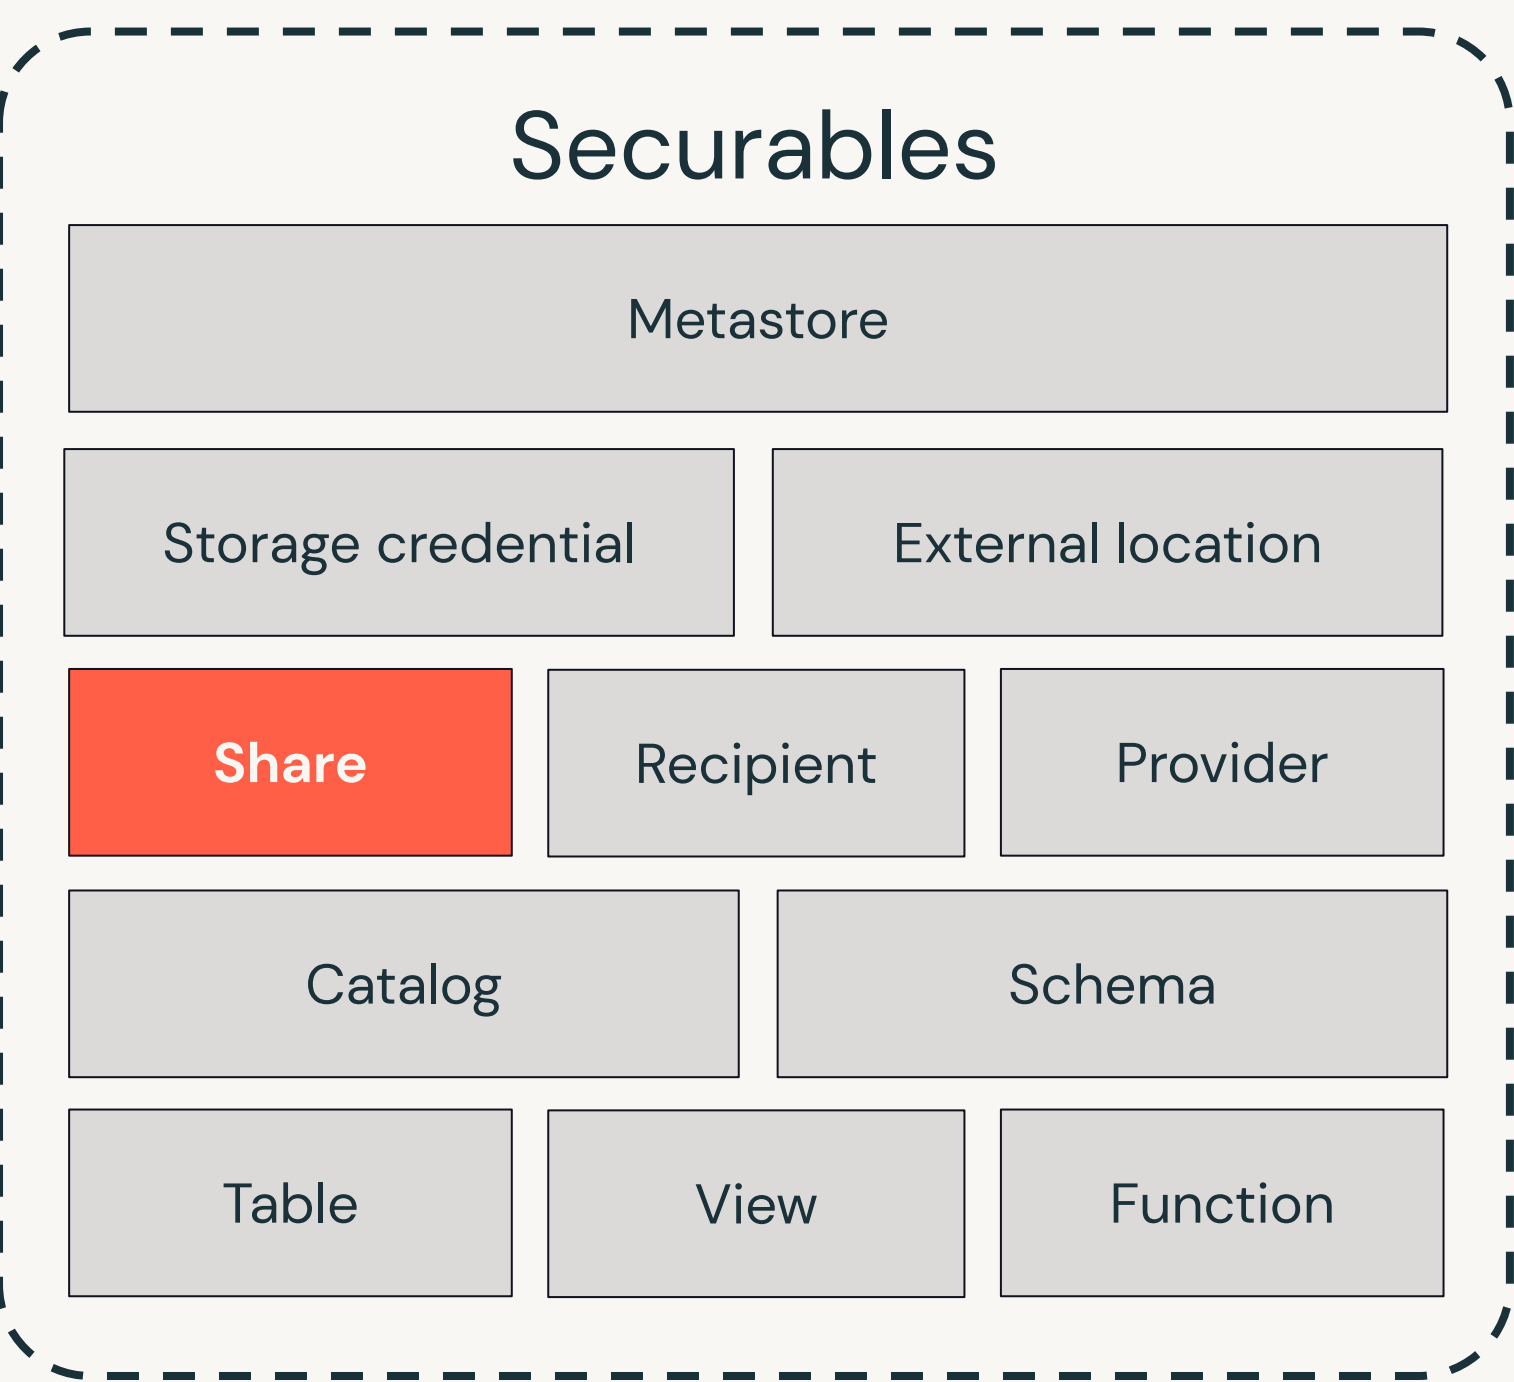 Securables
Metastore
Storage credential
External location
Share
Recipient
Provider
Catalog
Schema
Table
View
Function